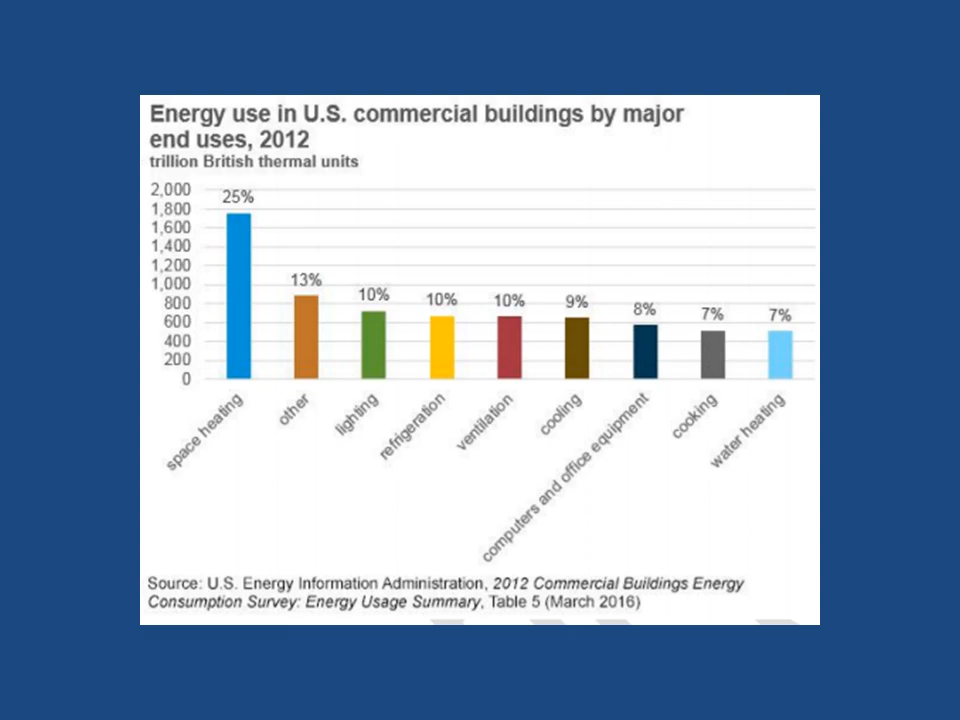 Energy use in U.S. commercial buildings by major
end uses, 2012
trillion British thermal units
2,000
1,800
1,600
1,400
1,200
1,000
800
600
400
200
0
25%
13%
10%
10%
10%
9%
8%
7%
7%
space heating
other
lighting
refrigeration
ventilation
cooling
computers and office equipment
cooking
water heating
Source: U.S. Energy Information Administration, 2012 Commercial Buildings Energy
Consumption Survey: Energy Usage Summary, Table 5 (March 2016)